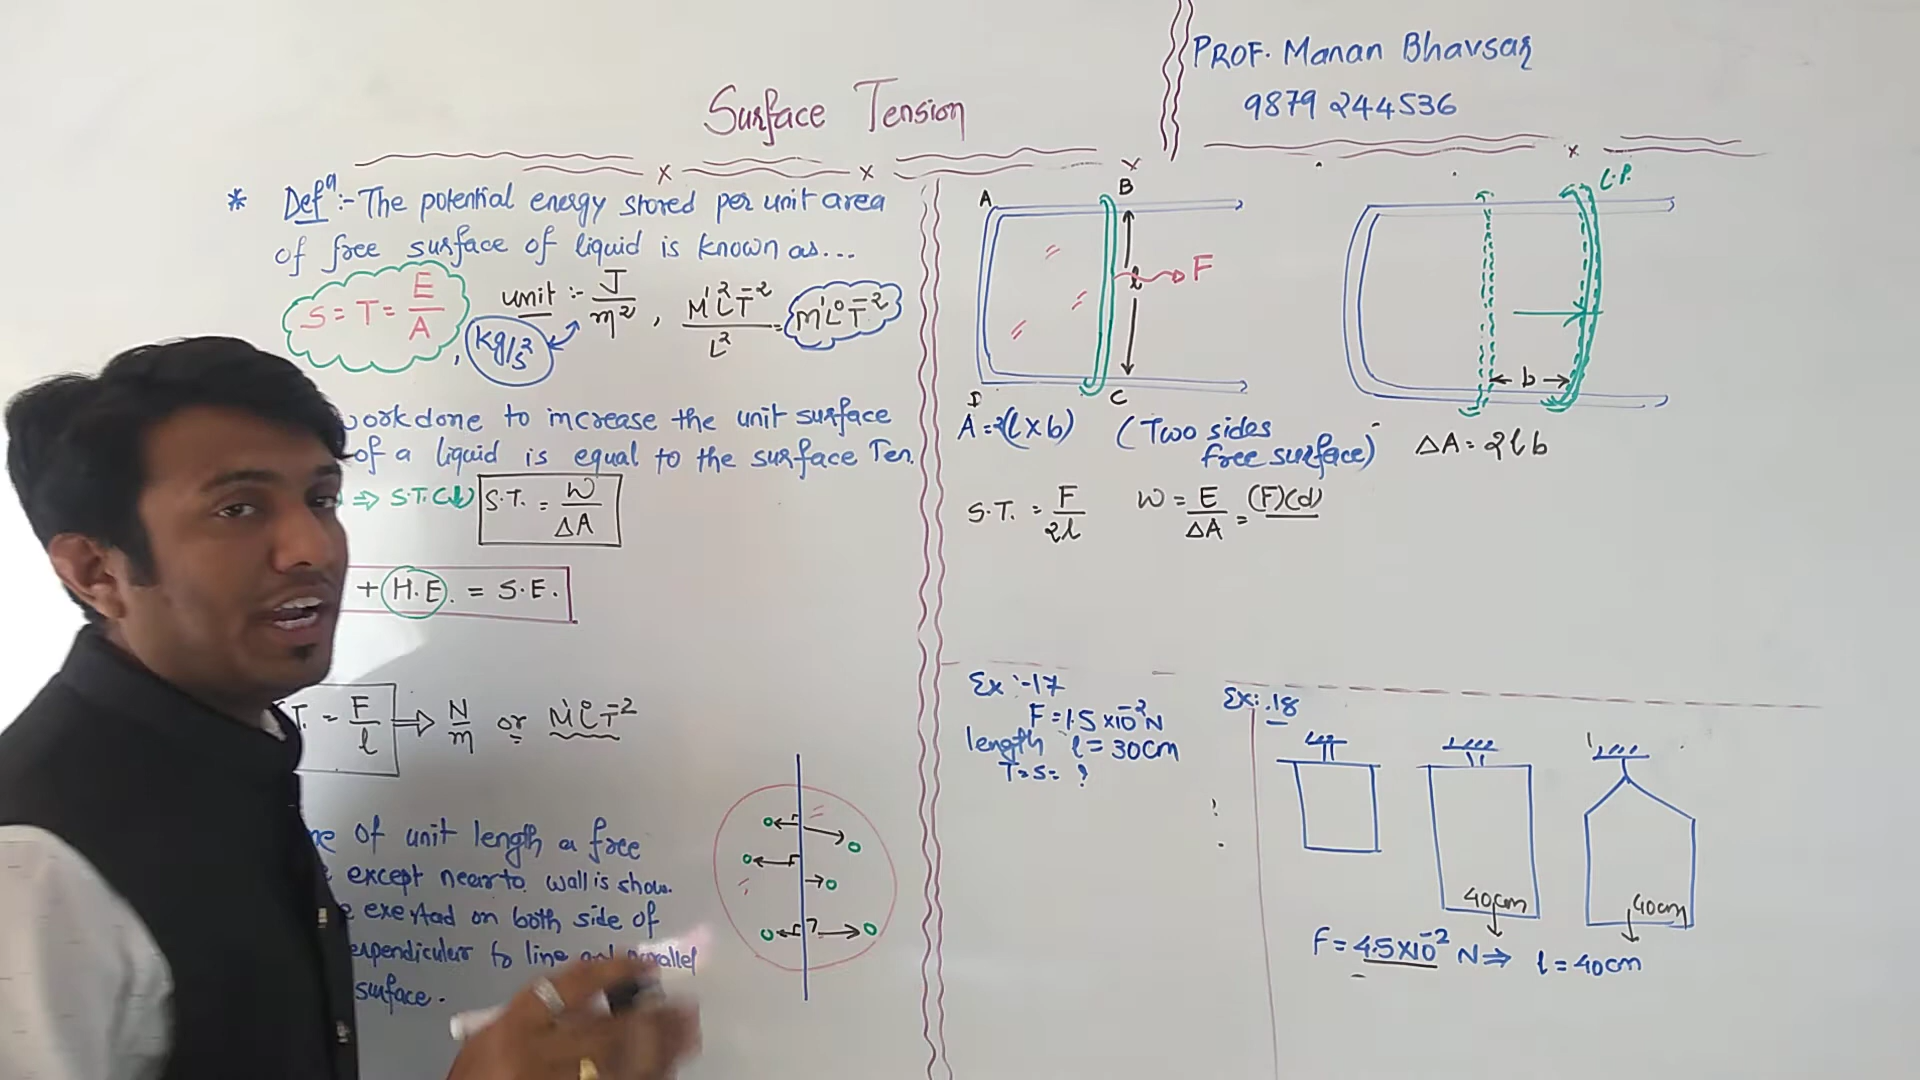 PROF. Manan Bhavsar
9879 244536
Surface Tension
* Defⁿ :- The potential energy stored per unit area
of free surface of liquid is known as...
S = T = E/A
unit :- J/m², M¹L²T⁻²/L² = M¹L⁰T⁻²
, kg/s²
workdone to increase the unit surface
of a liquid is equal to the surface Ten.
⇒ S.T.(↓) S.T. = W/ΔA
+ H.E. = S.E.
T. = F/l ⇒ N/m or M¹L⁰T⁻²
of unit length a free
except near to wall is show.
exerted on both side of
perpendiculer to line and parallel
surface.
A B
F
l
D C
A = 2(l×b) (Two sides
free surface)
L.P.
b
ΔA = 2lb
S.T. = F/2l W = E/ΔA = (F)(d)
Ex :-17
F = 1.5 ×10⁻² N
length l = 30cm
T = S = ?
Ex: .18
40cm 40cm
F = 4.5×10⁻² N ⇒ l = 40cm